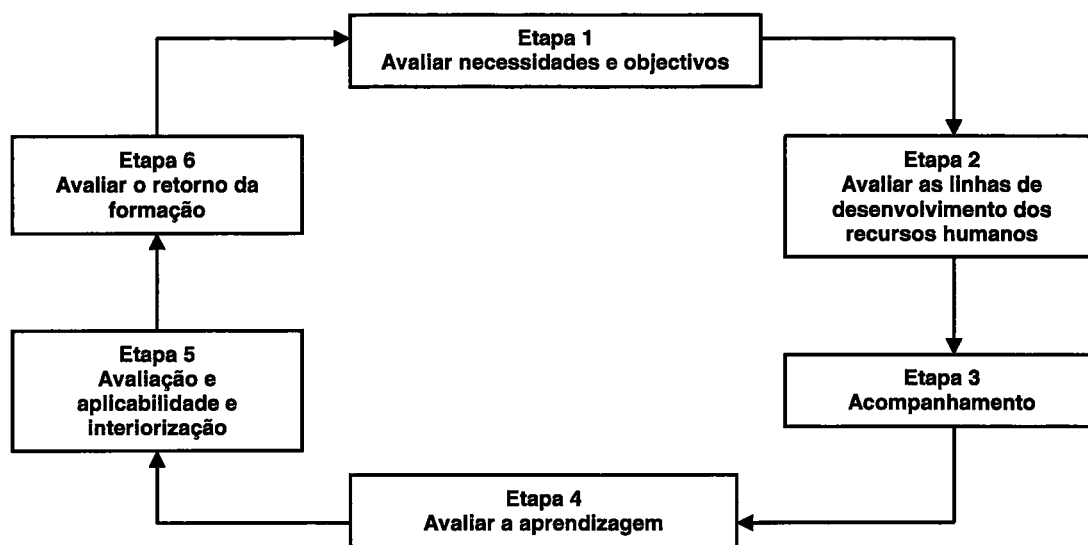 Etapa 1
Avaliar necessidades e objectivos
Etapa 2
Avaliar as linhas de
desenvolvimento dos
recursos humanos
Etapa 3
Acompanhamento
Etapa 4
Avaliar a aprendizagem
Etapa 5
Avaliação e
aplicabilidade e
interiorização
Etapa 6
Avaliar o retorno da
formação